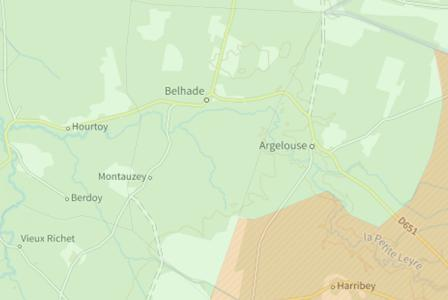 Belhade
Hourtoy
Argelouse
Montauzey
Berdoy
D651
la Petite Leyre
Vieux Richet
Harribey